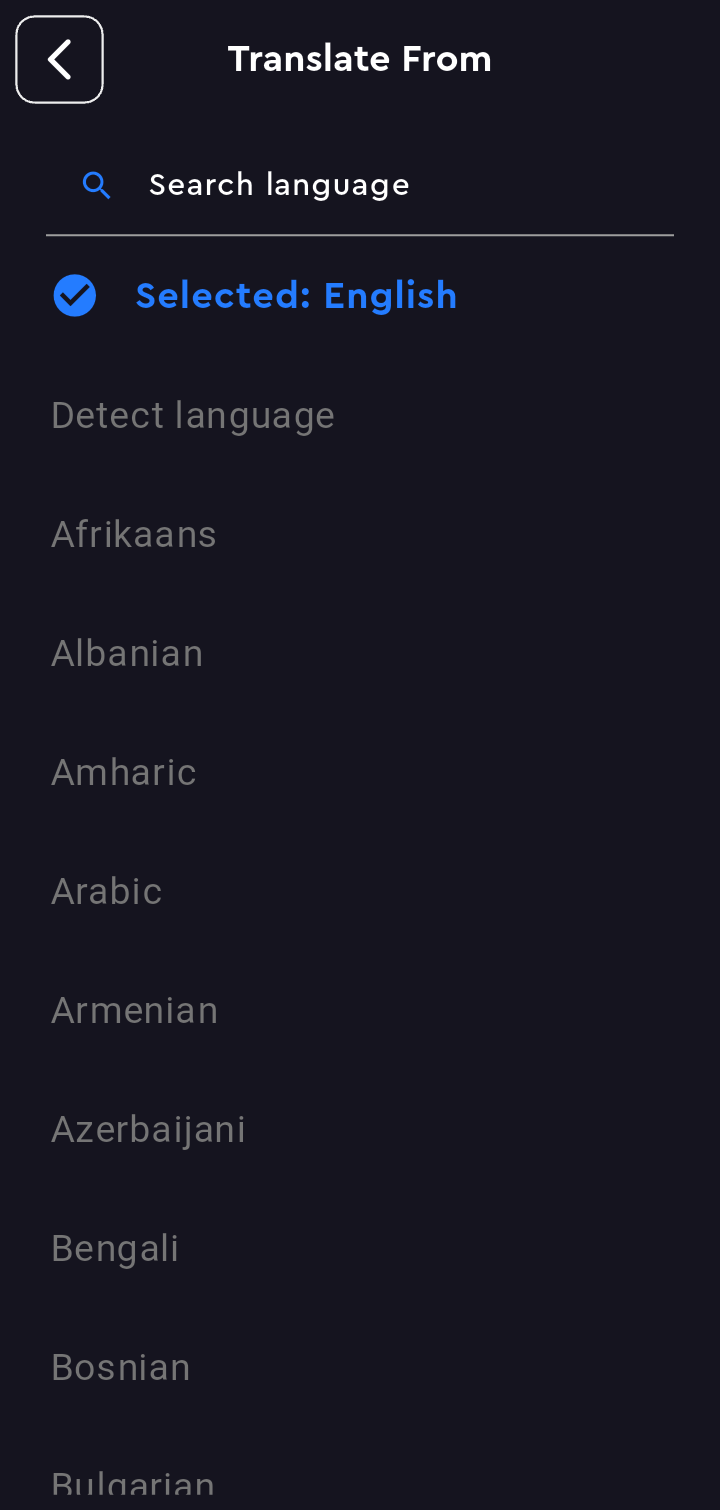 Translate From
Search language
Selected: English
Detect language
Afrikaans
Albanian
Amharic
Arabic
Armenian
Azerbaijani
Bengali
Bosnian
Bulgarian